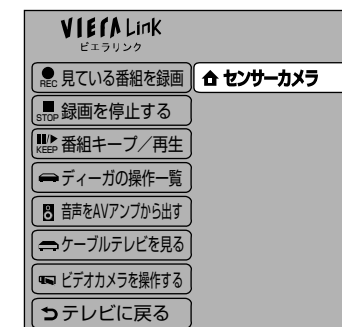 VIERA Link
ビエラリンク
REC 見ている番組を録画
センサーカメラ
STOP 録画を停止する
KEEP 番組キープ／再生
ディーガの操作一覧
音声をAVアンプから出す
ケーブルテレビを見る
ビデオカメラを操作する
テレビに戻る